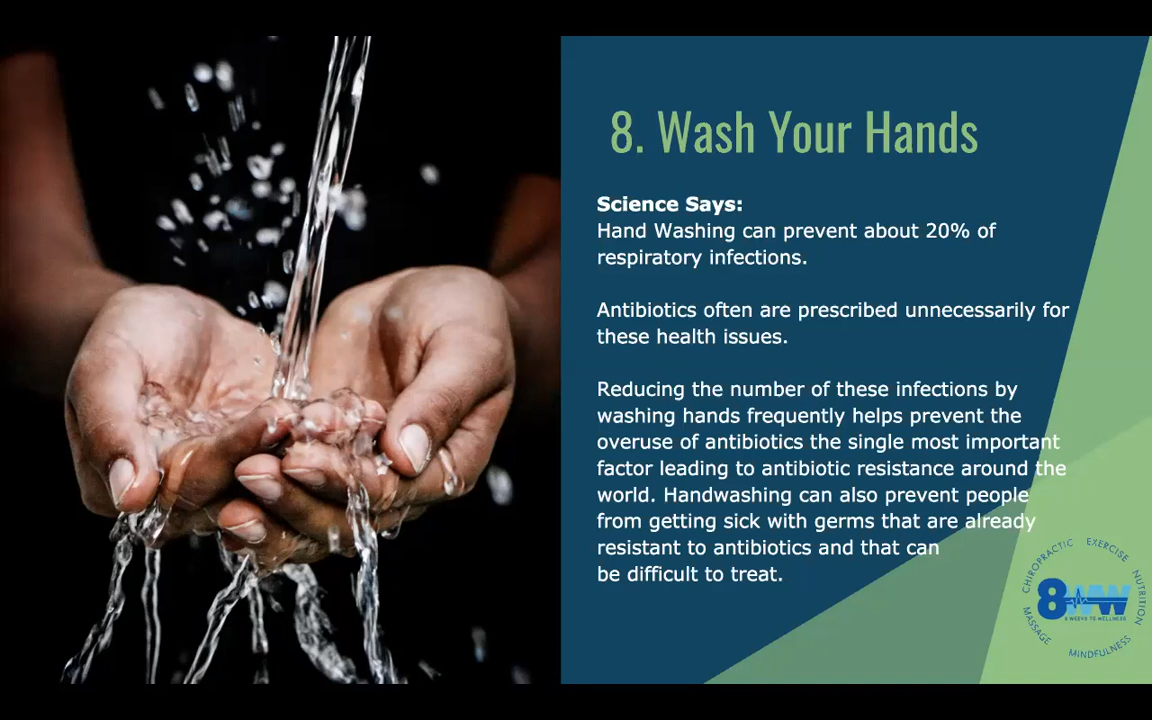 8. Wash Your Hands
Science Says:
Hand Washing can prevent about 20% of
respiratory infections.
Antibiotics often are prescribed unnecessarily for
these health issues.
Reducing the number of these infections by
washing hands frequently helps prevent the
overuse of antibiotics the single most important
factor leading to antibiotic resistance around the
world. Handwashing can also prevent people
from getting sick with germs that are already
resistant to antibiotics and that can
be difficult to treat.
CHIROPRACTIC EXERCISE NUTRITION MINDFULNESS MASSAGE
8WW
8 WEEKS TO WELLNESS